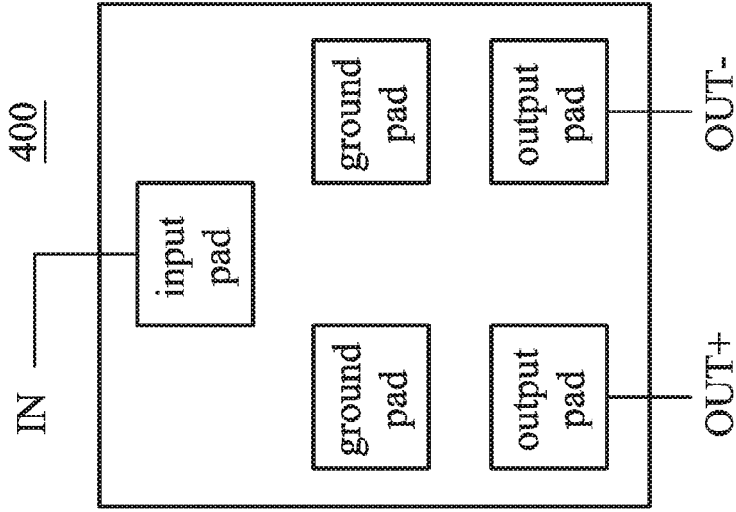 IN
400
input
pad
ground
pad
ground
pad
output
pad
output
pad
OUT+
OUT-